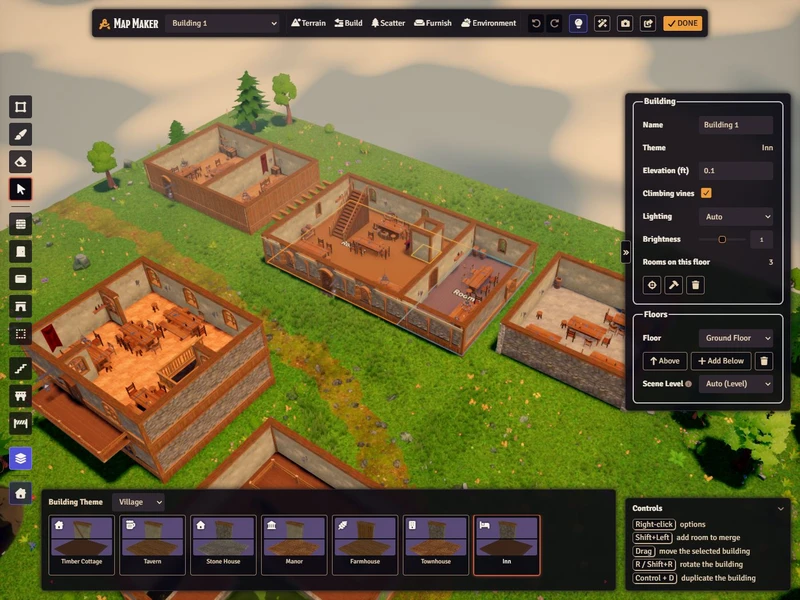 MAP MAKER
Building 1
Terrain
Build
Scatter
Furnish
Environment
DONE
Building
Name
Building 1
Theme
Inn
Elevation (ft)
0.1
Climbing vines
Lighting
Auto
Brightness
1
Rooms on this floor
3
Floors
Floor
Ground Floor
Above
Add Below
Scene Level
Auto (Level)
Room
Building Theme
Village
Timber Cottage
Tavern
Stone House
Manor
Farmhouse
Townhouse
Inn
Controls
Right-click options
Shift+Left add room to merge
Drag move the selected building
R / Shift+R rotate the building
Control + D duplicate the building